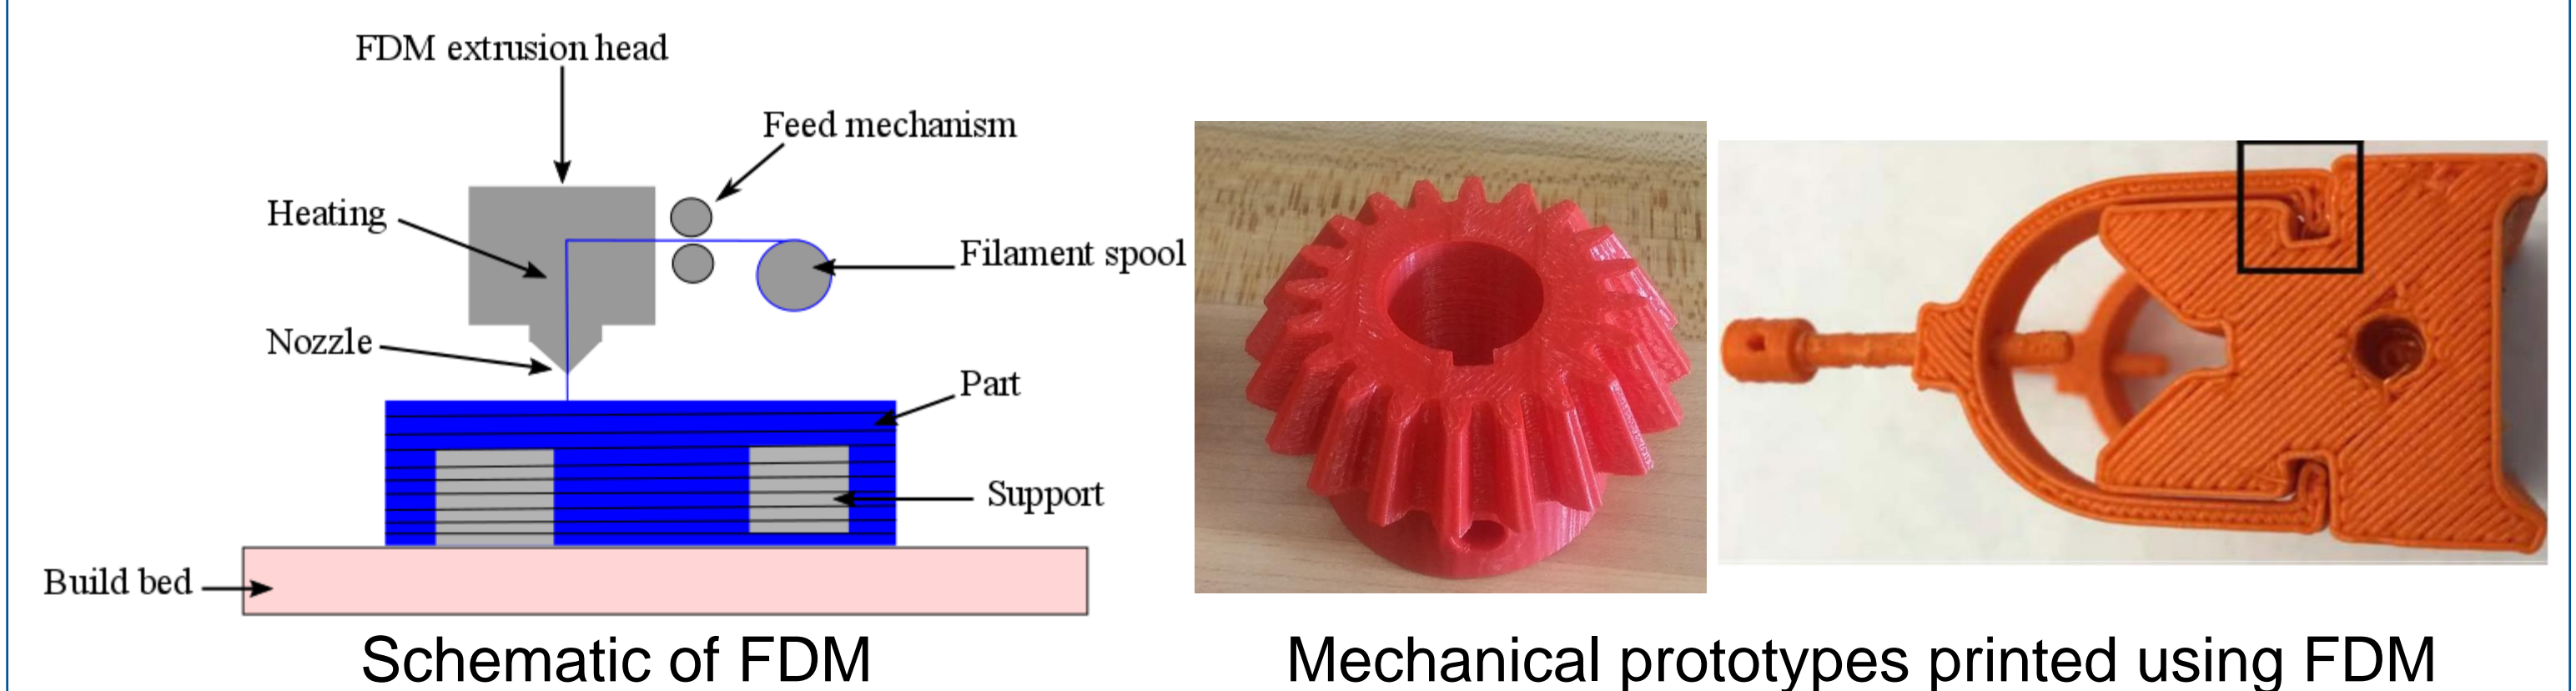 FDM extrusion head
Feed mechanism
Heating
Filament spool
Nozzle
Part
Support
Build bed
Schematic of FDM
Mechanical prototypes printed using FDM